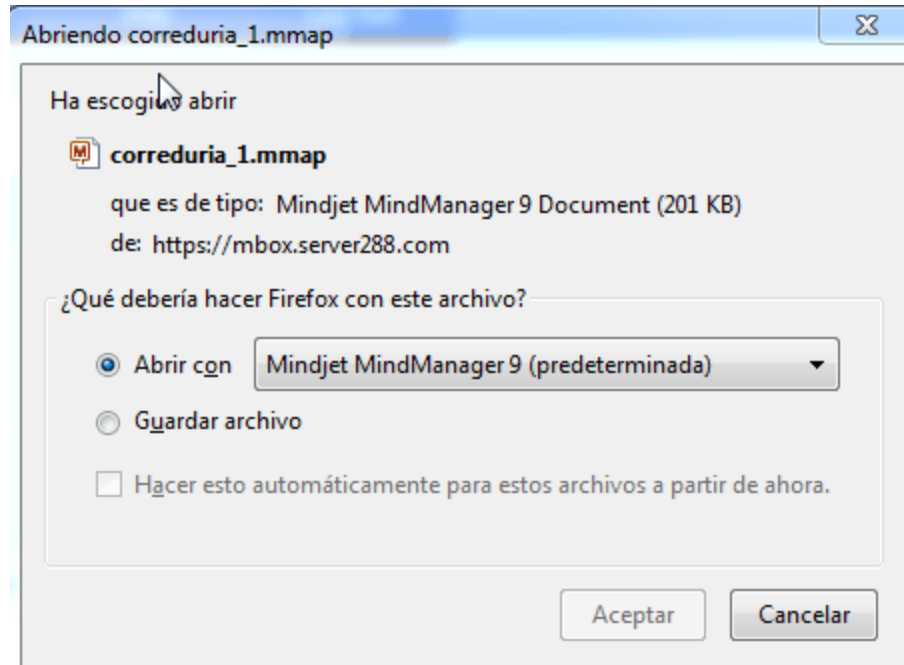 Abriendo correduria_1.mmap
Ha escogido abrir
correduria_1.mmap
que es de tipo: Mindjet MindManager 9 Document (201 KB)
de: https://mbox.server288.com
¿Qué debería hacer Firefox con este archivo?
Abrir con Mindjet MindManager 9 (predeterminada)
Guardar archivo
Hacer esto automáticamente para estos archivos a partir de ahora.
Aceptar Cancelar